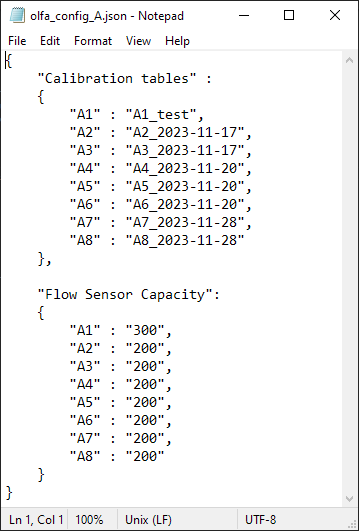 olfa_config_A.json - Notepad
File Edit Format View Help
{
    "Calibration tables" :
    {
        "A1" : "A1_test",
        "A2" : "A2_2023-11-17",
        "A3" : "A3_2023-11-17",
        "A4" : "A4_2023-11-20",
        "A5" : "A5_2023-11-20",
        "A6" : "A6_2023-11-20",
        "A7" : "A7_2023-11-28",
        "A8" : "A8_2023-11-28"
    },

    "Flow Sensor Capacity":
    {
        "A1" : "300",
        "A2" : "200",
        "A3" : "200",
        "A4" : "200",
        "A5" : "200",
        "A6" : "200",
        "A7" : "200",
        "A8" : "200"
    }
}
Ln 1, Col 1 100% Unix (LF) UTF-8